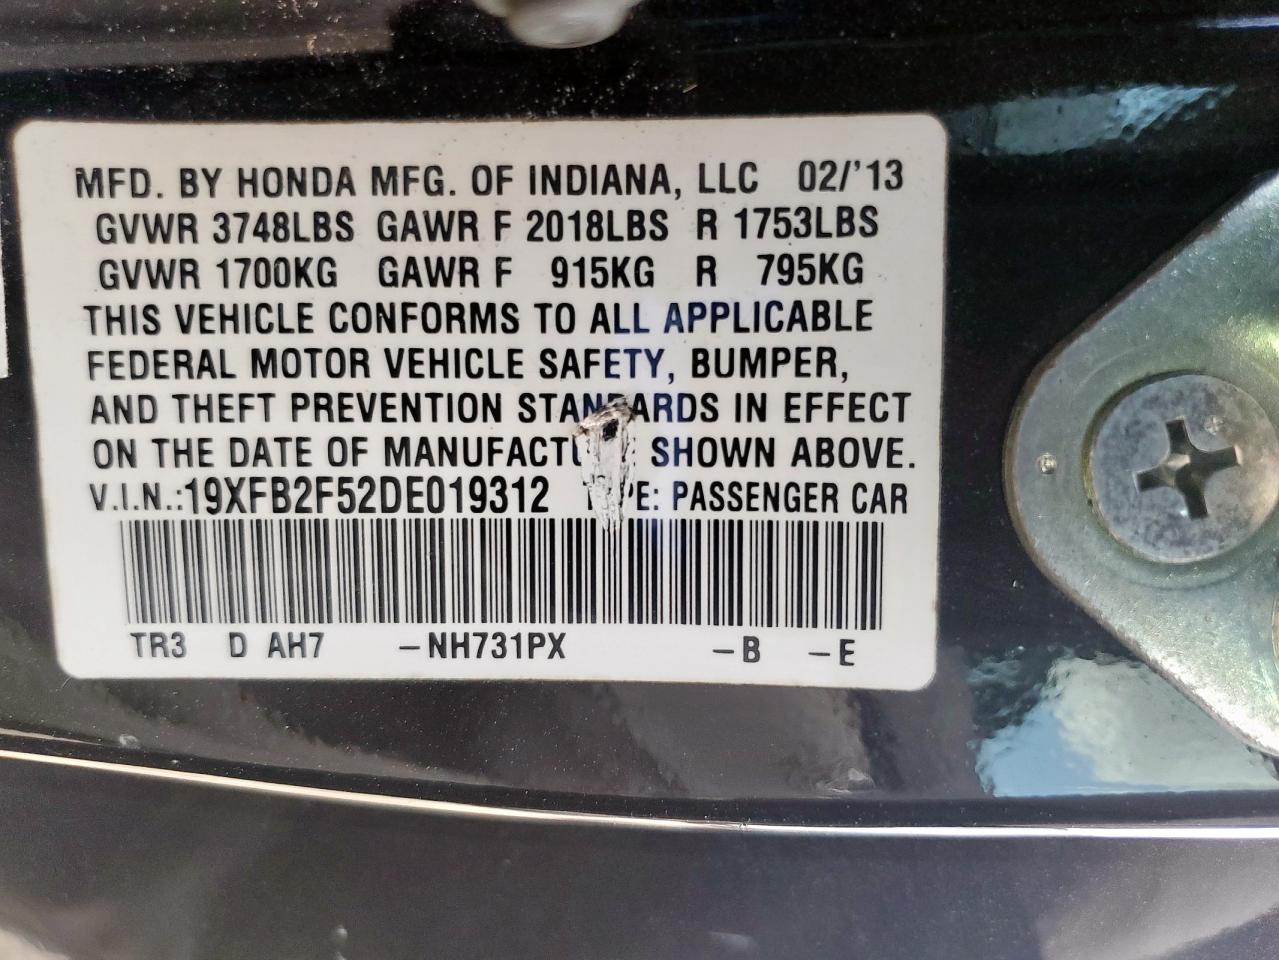 MFD. BY HONDA MFG. OF INDIANA, LLC 02/'13
GVWR 3748LBS GAWR F 2018LBS R 1753LBS
GVWR 1700KG GAWR F 915KG R 795KG
THIS VEHICLE CONFORMS TO ALL APPLICABLE
FEDERAL MOTOR VEHICLE SAFETY, BUMPER,
AND THEFT PREVENTION STANDARDS IN EFFECT
ON THE DATE OF SHOWN ABOVE.
V.I.N.:19XFB2F52DE019312 PASSENGER CAR
TR3 D AH7 –NH731PX –B –E